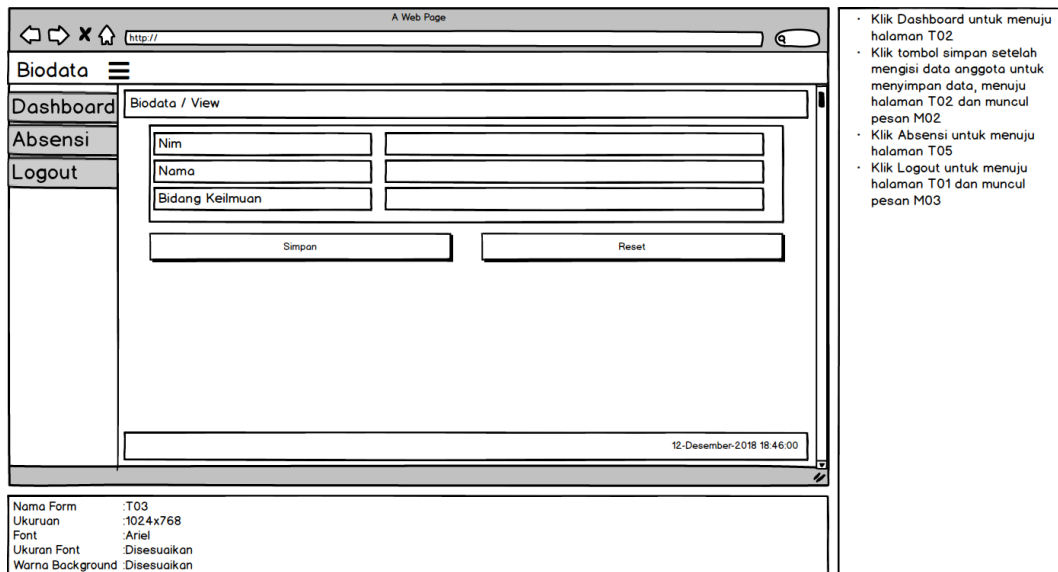 A Web Page
http://
Biodata
Dashboard
Absensi
Logout
Biodata / View
Nim
Nama
Bidang Keilmuan
Simpan
Reset
12-Desember-2018 18:46:00
· Klik Dashboard untuk menuju
halaman T02
· Klik tombol simpan setelah
mengisi data anggota untuk
menyimpan data, menuju
halaman T02 dan muncul
pesan M02
· Klik Absensi untuk menuju
halaman T05
· Klik Logout untuk menuju
halaman T01 dan muncul
pesan M03
Nama Form :T03
Ukuruan :1024x768
Font :Ariel
Ukuran Font :Disesuaikan
Warna Background :Disesuaikan